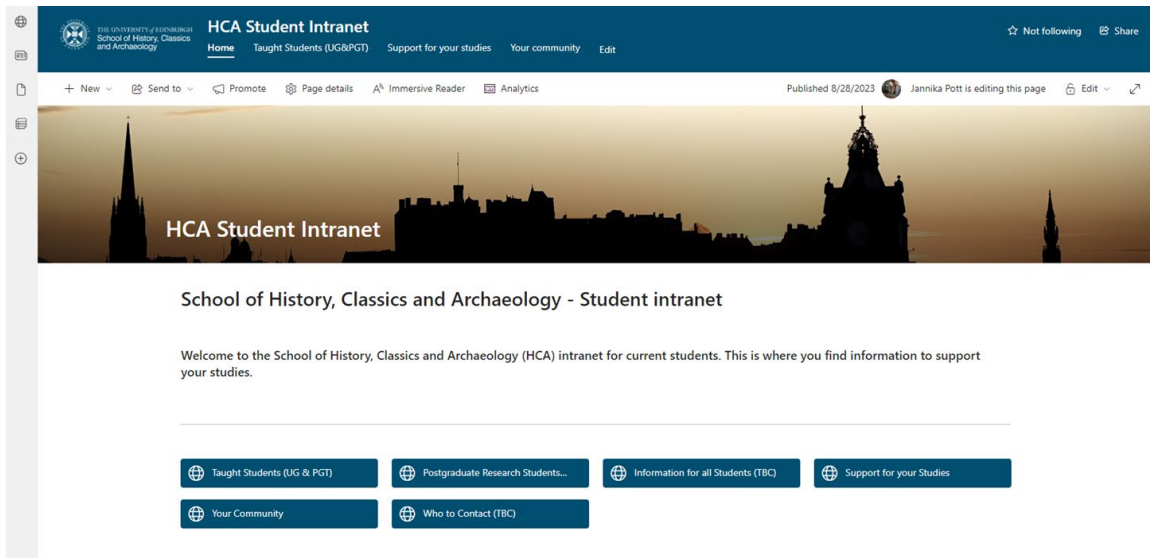 THE UNIVERSITY of EDINBURGH
School of History, Classics
and Archaeology
HCA Student Intranet
Home Taught Students (UG&PGT) Support for your studies Your community Edit
Not following Share
New Send to Promote Page details Immersive Reader Analytics
Published 8/28/2023 Jannika Pott is editing this page Edit
HCA Student Intranet
School of History, Classics and Archaeology - Student intranet
Welcome to the School of History, Classics and Archaeology (HCA) intranet for current students. This is where you find information to support
your studies.
Taught Students (UG & PGT) Postgraduate Research Students... Information for all Students (TBC) Support for your Studies
Your Community Who to Contact (TBC)